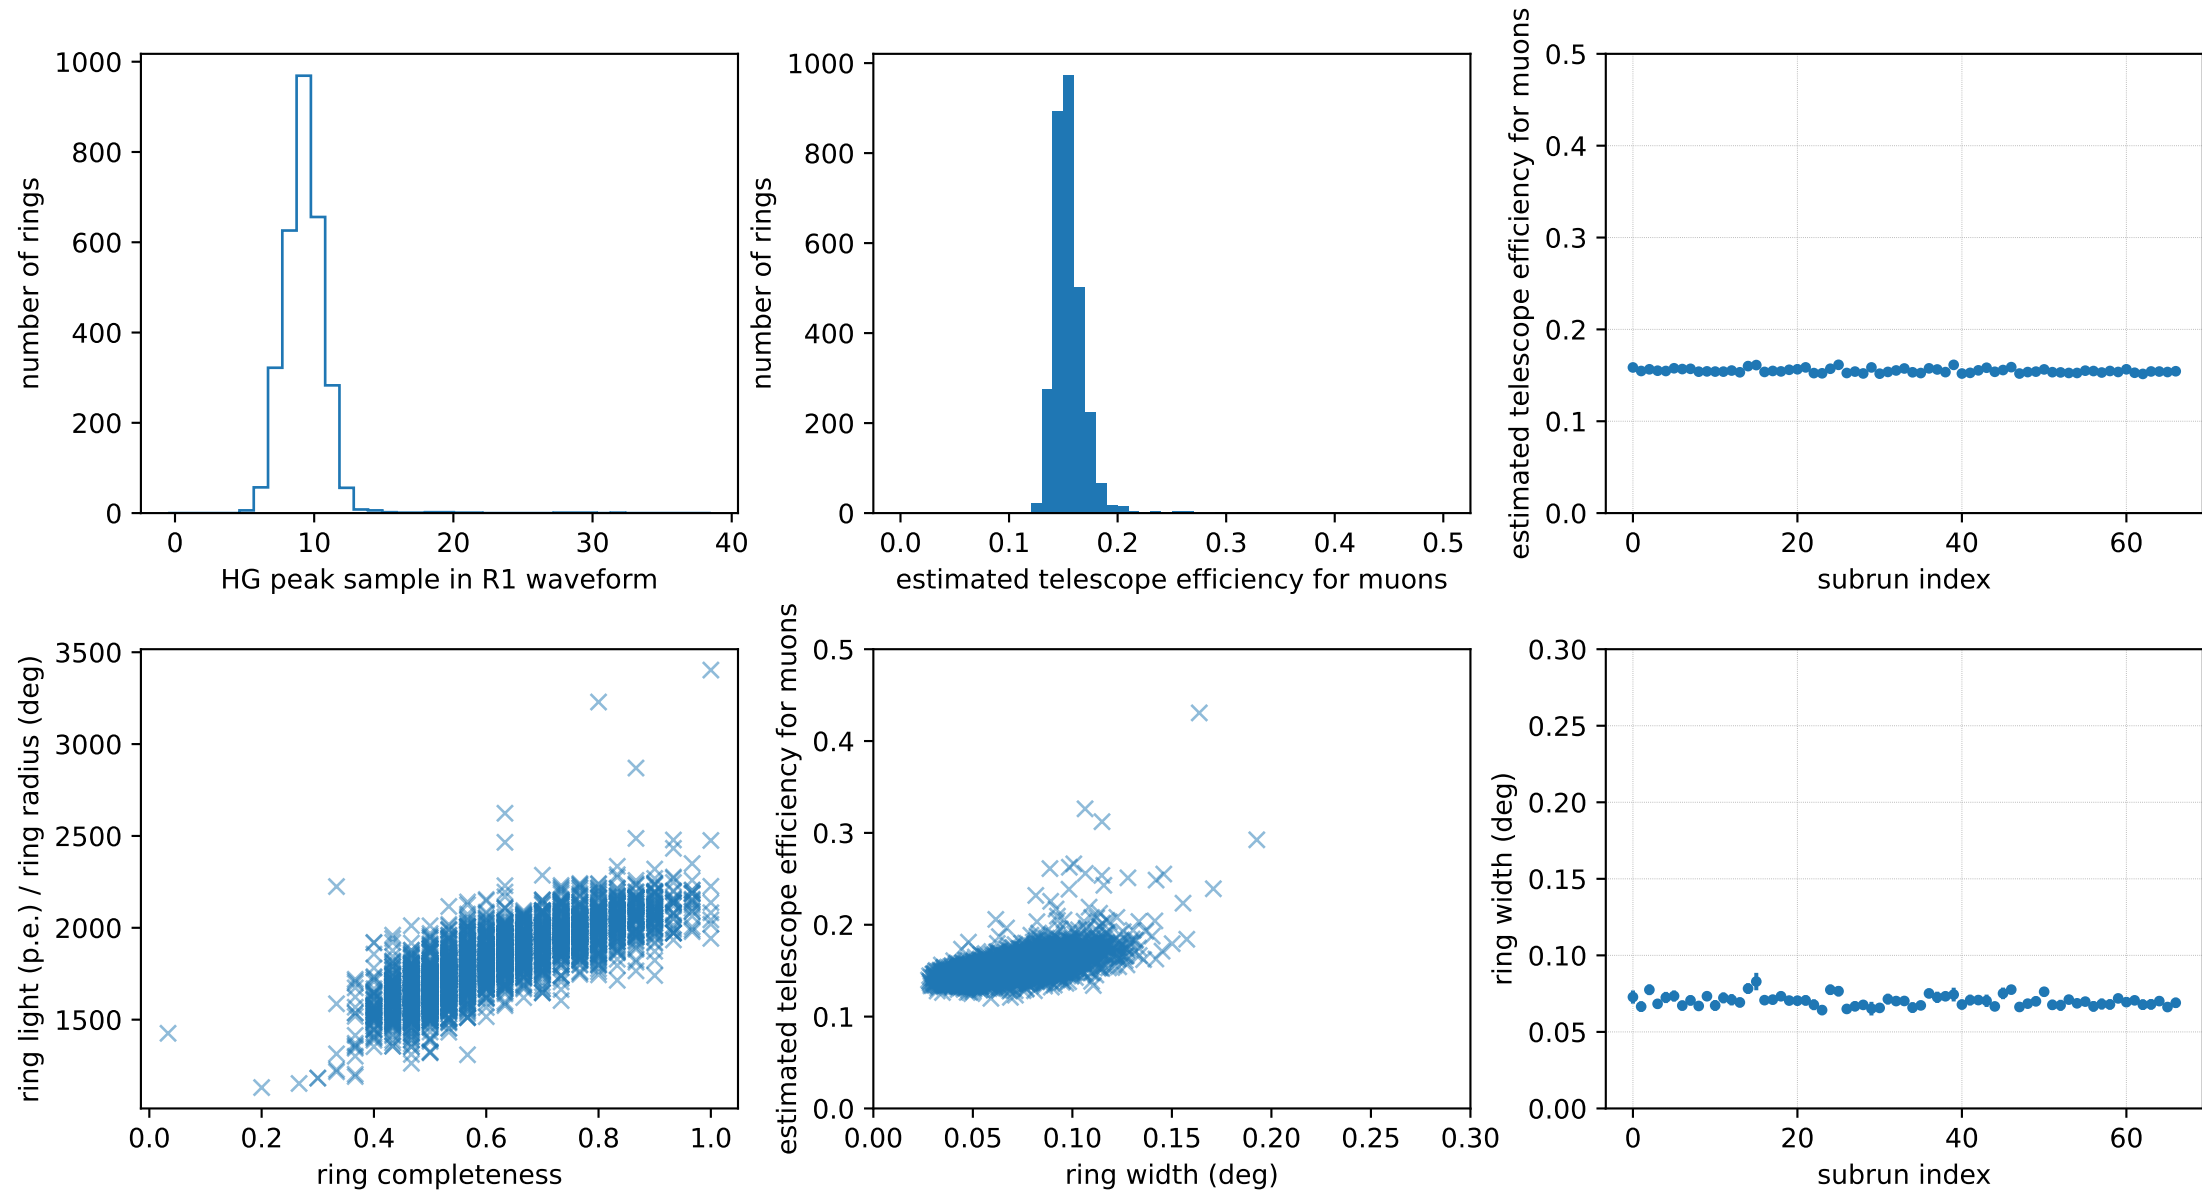 number of rings
1000
800
600
400
200
0
0 10 20 30 40
HG peak sample in R1 waveform
number of rings
1000
800
600
400
200
0
0.0 0.1 0.2 0.3 0.4 0.5
estimated telescope efficiency for muons
estimated telescope efficiency for muons
0.5
0.4
0.3
0.2
0.1
0.0
0 20 40 60
subrun index
ring light (p.e.) / ring radius (deg)
3500
3000
2500
2000
1500
0.0 0.2 0.4 0.6 0.8 1.0
ring completeness
estimated telescope efficiency for muons
0.5
0.4
0.3
0.2
0.1
0.0
0.00 0.05 0.10 0.15 0.20 0.25 0.30
ring width (deg)
ring width (deg)
0.30
0.25
0.20
0.15
0.10
0.05
0.00
0 20 40 60
subrun index